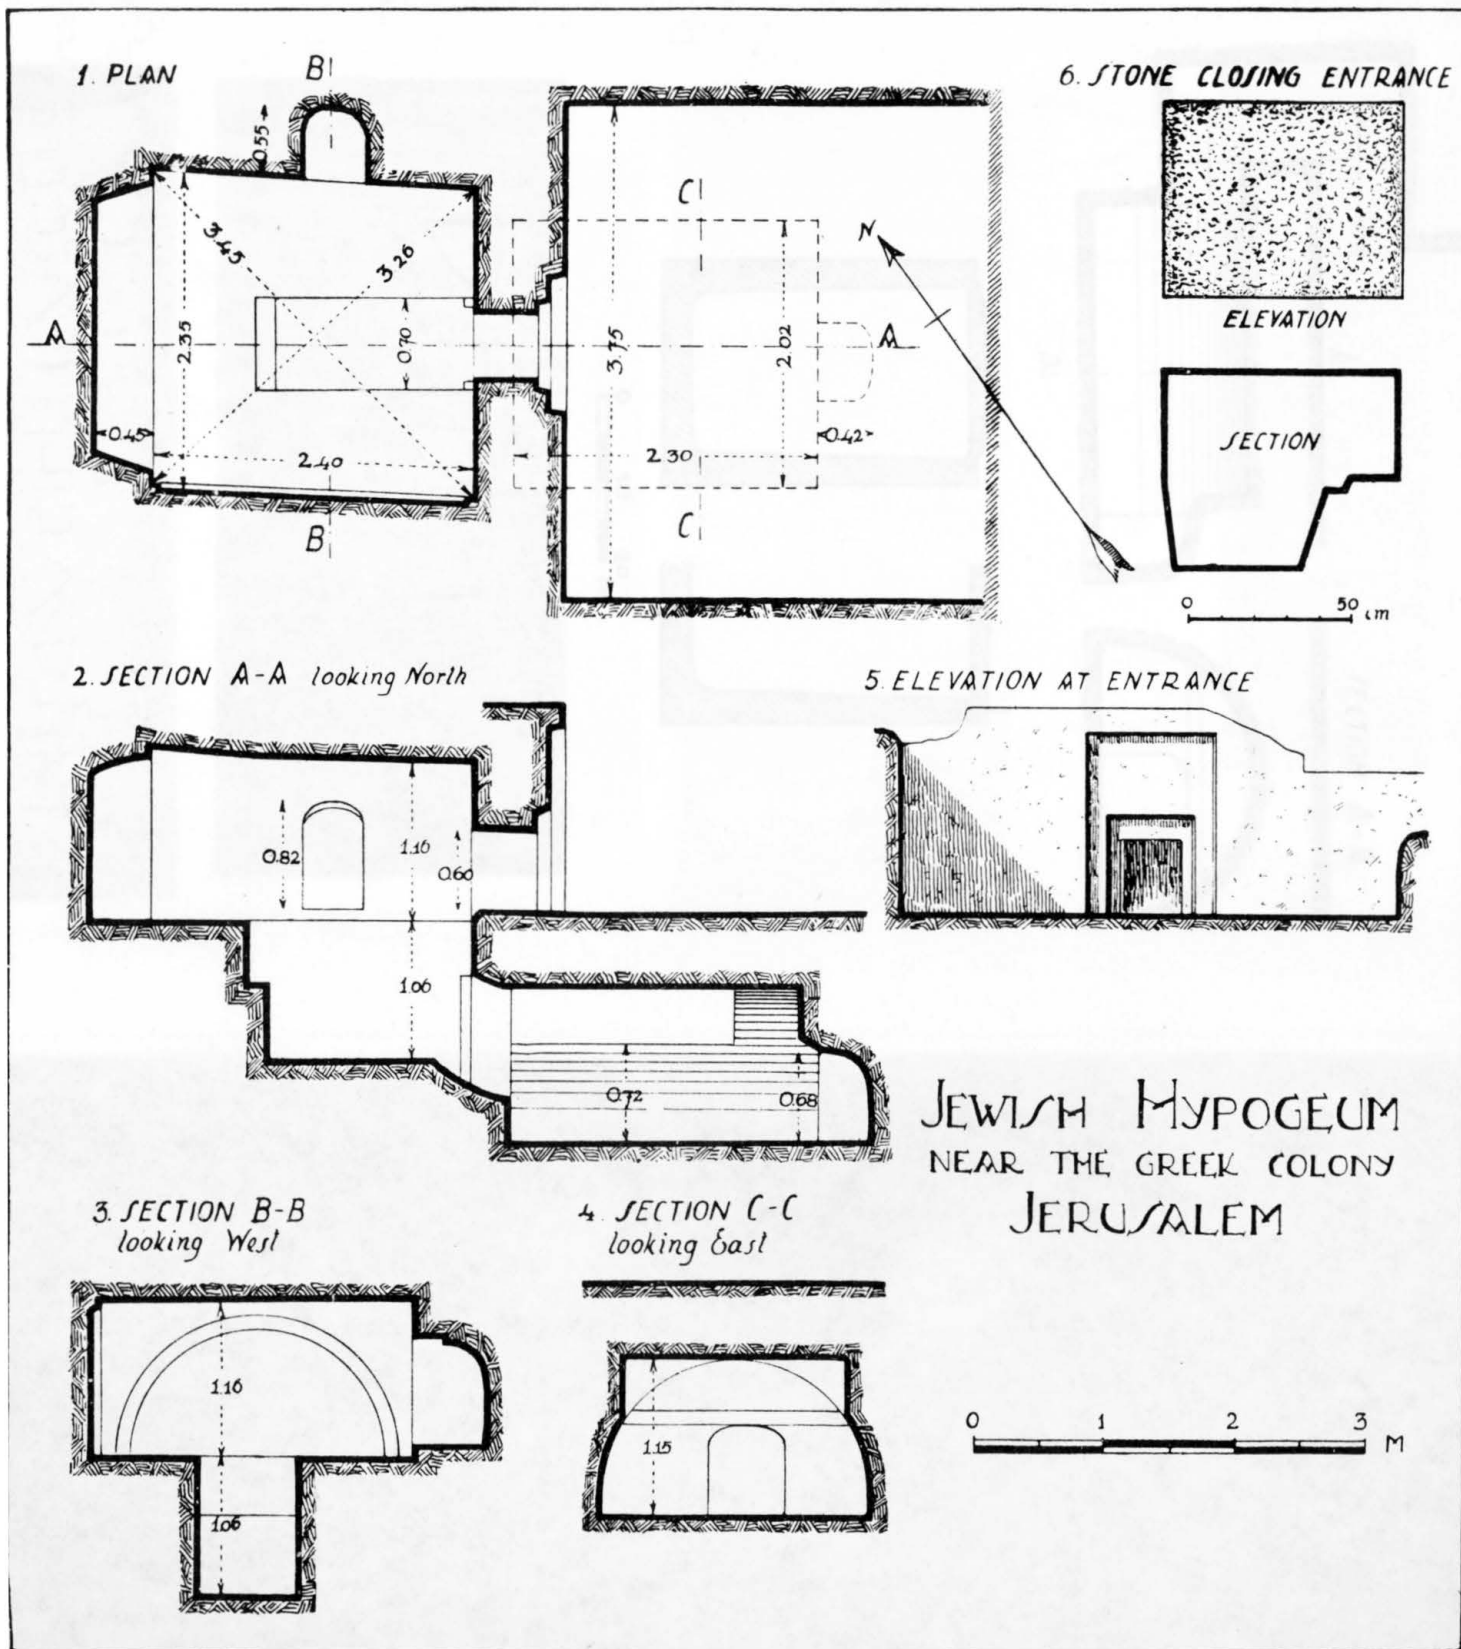 1. PLAN
B
0.55
3.45
3.26
2.35
0.70
A
0.45
2.40
B
C
3.75
2.02
A
2.30
0.42
C
N
6. STONE CLOSING ENTRANCE
ELEVATION
SECTION
0 50 cm
2. SECTION A-A looking North
0.82
1.16
0.60
1.06
0.72
0.68
5. ELEVATION AT ENTRANCE
JEWISH HYPOGEUM
NEAR THE GREEK COLONY
JERUSALEM
3. SECTION B-B
looking West
1.16
1.06
4. SECTION C-C
looking East
1.15
0 1 2 3 M